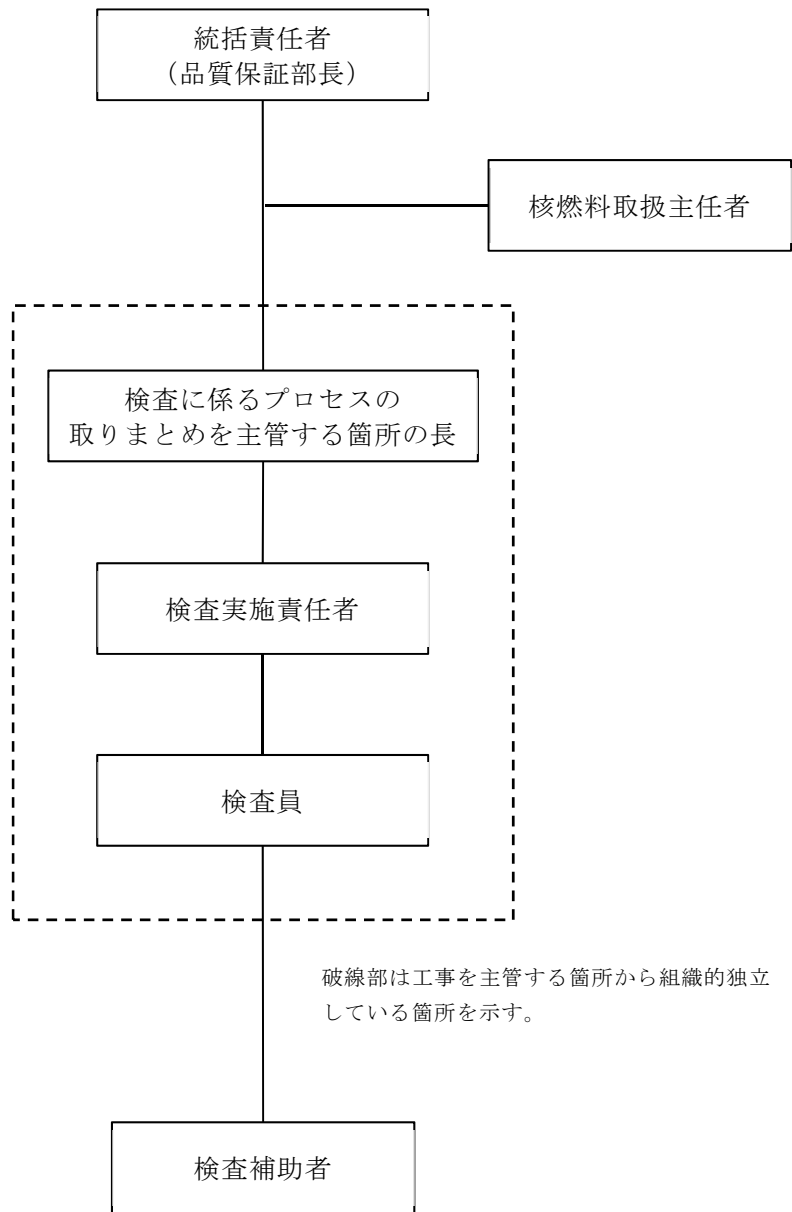 統括責任者
（品質保証部長）
核燃料取扱主任者
検査に係るプロセスの
取りまとめを主管する箇所の長
検査実施責任者
検査員
破線部は工事を主管する箇所から組織的独立
している箇所を示す。
検査補助者